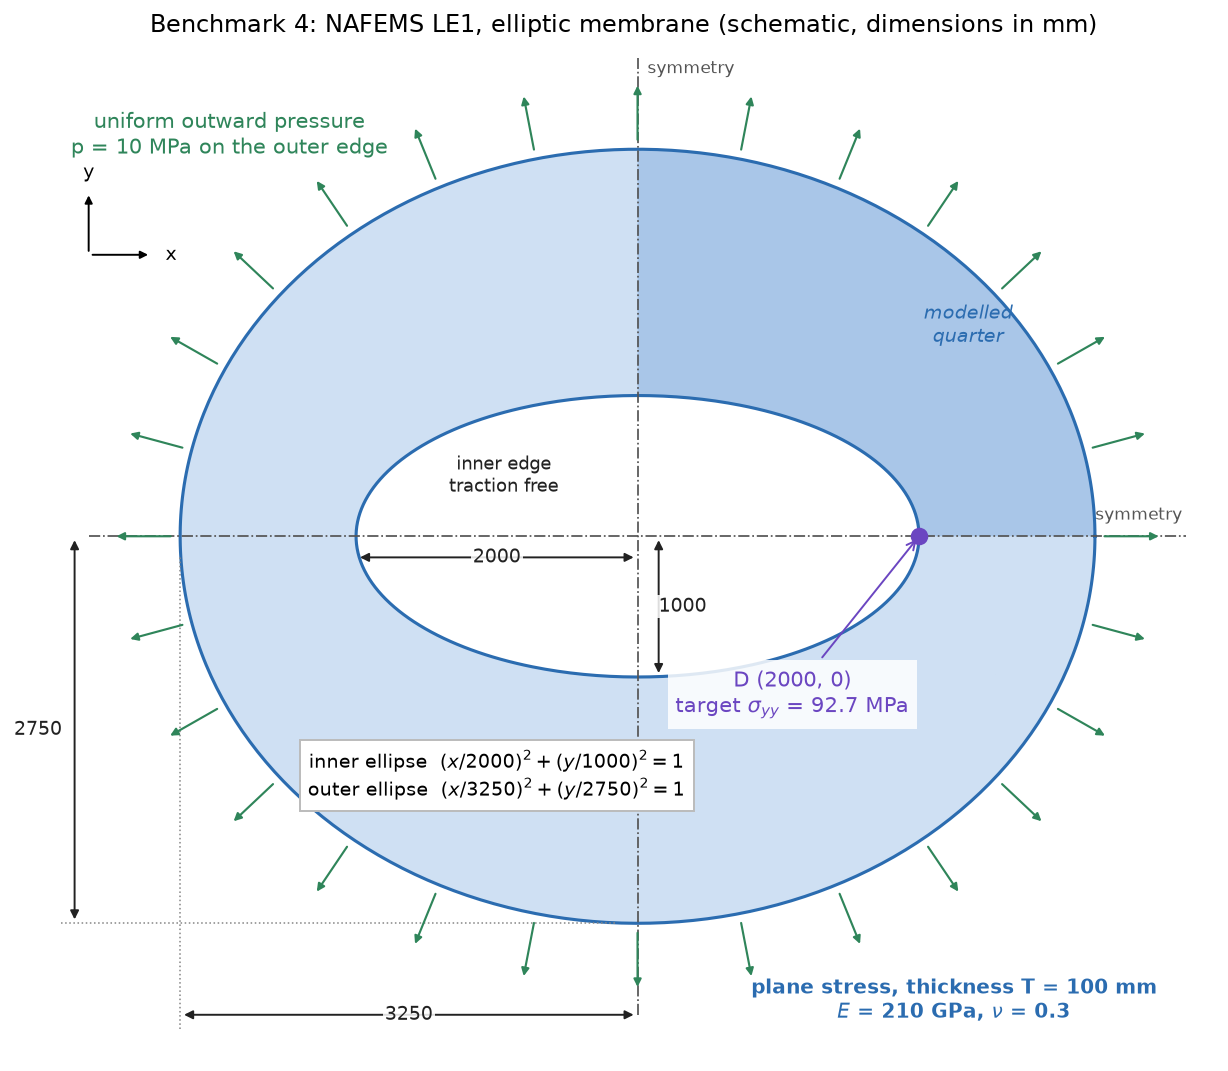 Benchmark 4: NAFEMS LE1, elliptic membrane (schematic, dimensions in mm)
symmetry
uniform outward pressure
p = 10 MPa on the outer edge
y
x
modelled
quarter
inner edge
traction free
symmetry
2000
1000
D (2000, 0)
target σ_yy = 92.7 MPa
2750
inner ellipse (x/2000)² + (y/1000)² = 1
outer ellipse (x/3250)² + (y/2750)² = 1
plane stress, thickness T = 100 mm
E = 210 GPa, ν = 0.3
3250